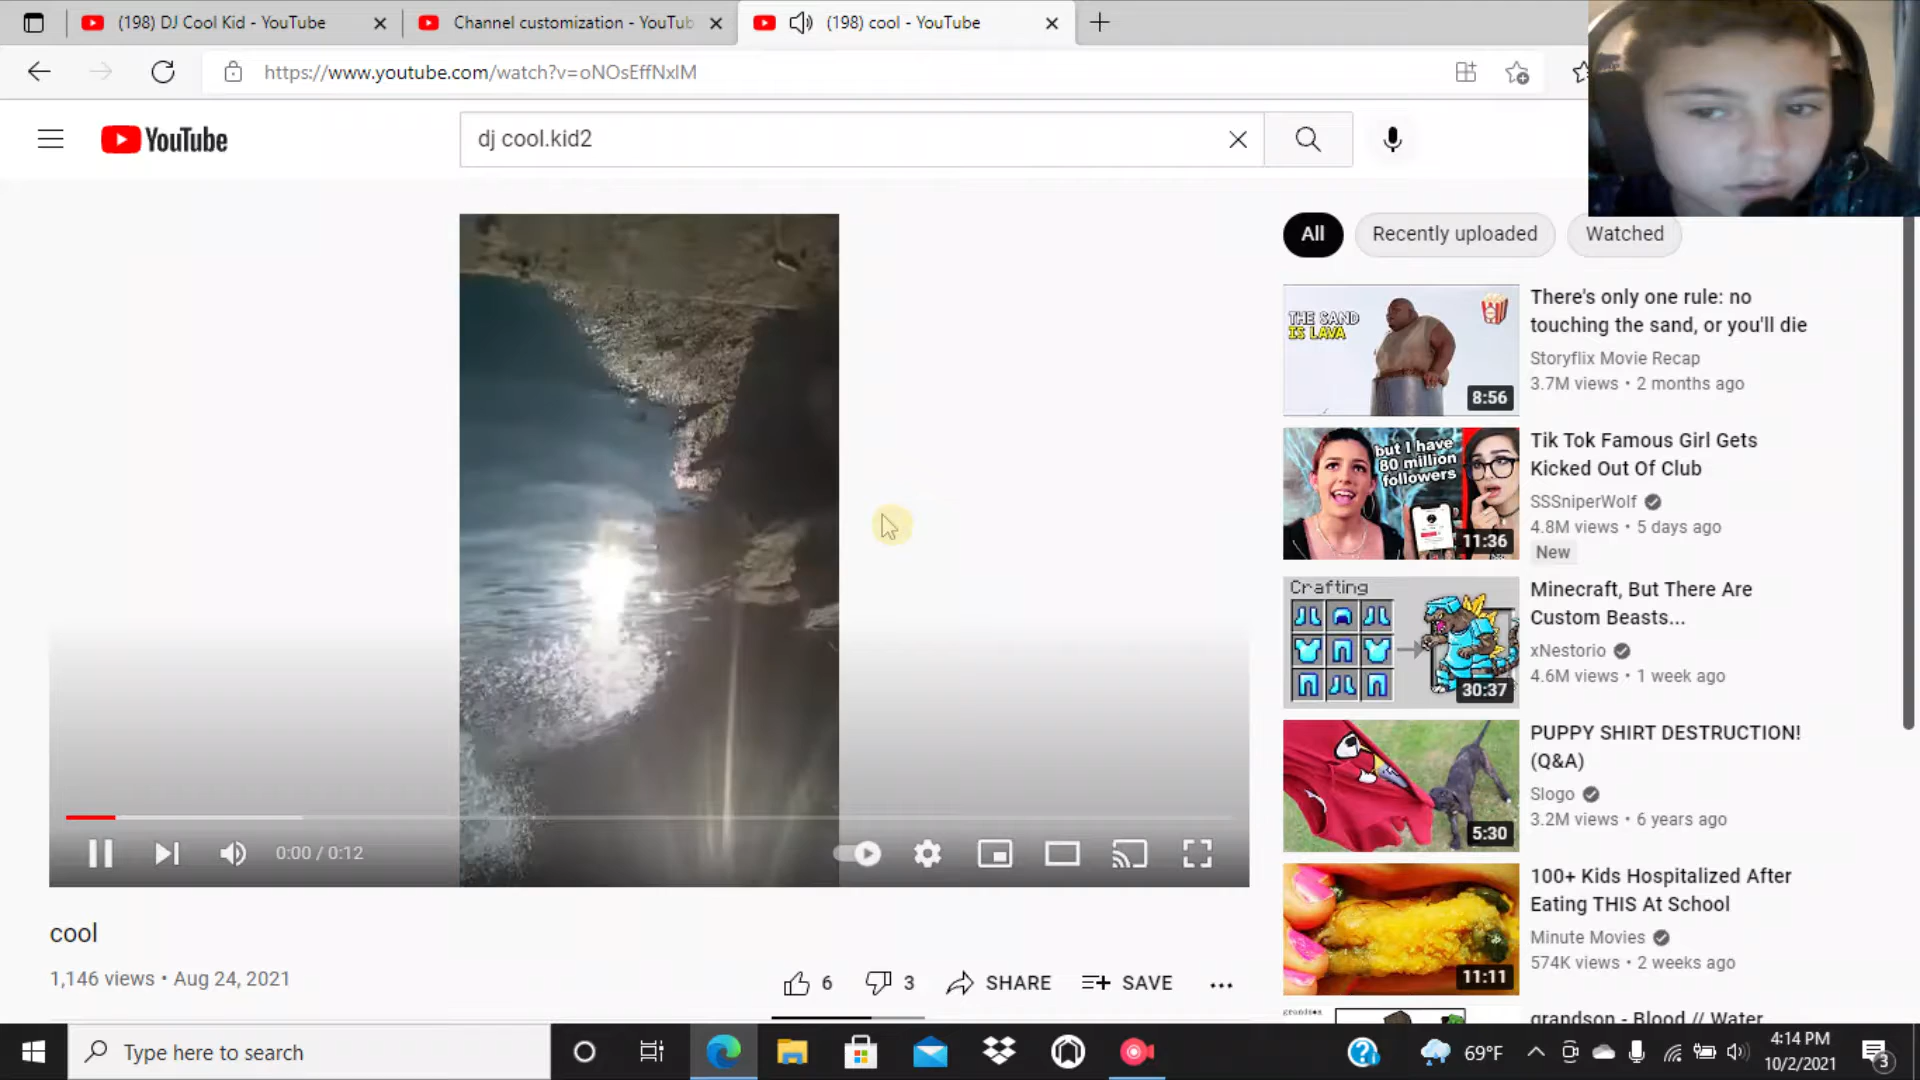 (198) DJ Cool Kid - YouTube
Channel customization - YouTub
(198) cool - YouTube
https://www.youtube.com/watch?v=oNOsEffNxlM
YouTube
dj cool.kid2
All
Recently uploaded
Watched
THE SAND
IS LAVA
8:56
There's only one rule: no
touching the sand, or you'll die
Storyflix Movie Recap
3.7M views • 2 months ago
but I have
80 million
followers
11:36
Tik Tok Famous Girl Gets
Kicked Out Of Club
SSSniperWolf
4.8M views • 5 days ago
New
Crafting
30:37
Minecraft, But There Are
Custom Beasts...
xNestorio
4.6M views • 1 week ago
5:30
PUPPY SHIRT DESTRUCTION!
(Q&A)
Slogo
3.2M views • 6 years ago
11:11
100+ Kids Hospitalized After
Eating THIS At School
Minute Movies
574K views • 2 weeks ago
grandson
grandson - Blood // Water
0:00 / 0:12
cool
1,146 views • Aug 24, 2021
6
3
SHARE
SAVE
Type here to search
69°F
4:14 PM
10/2/2021
3